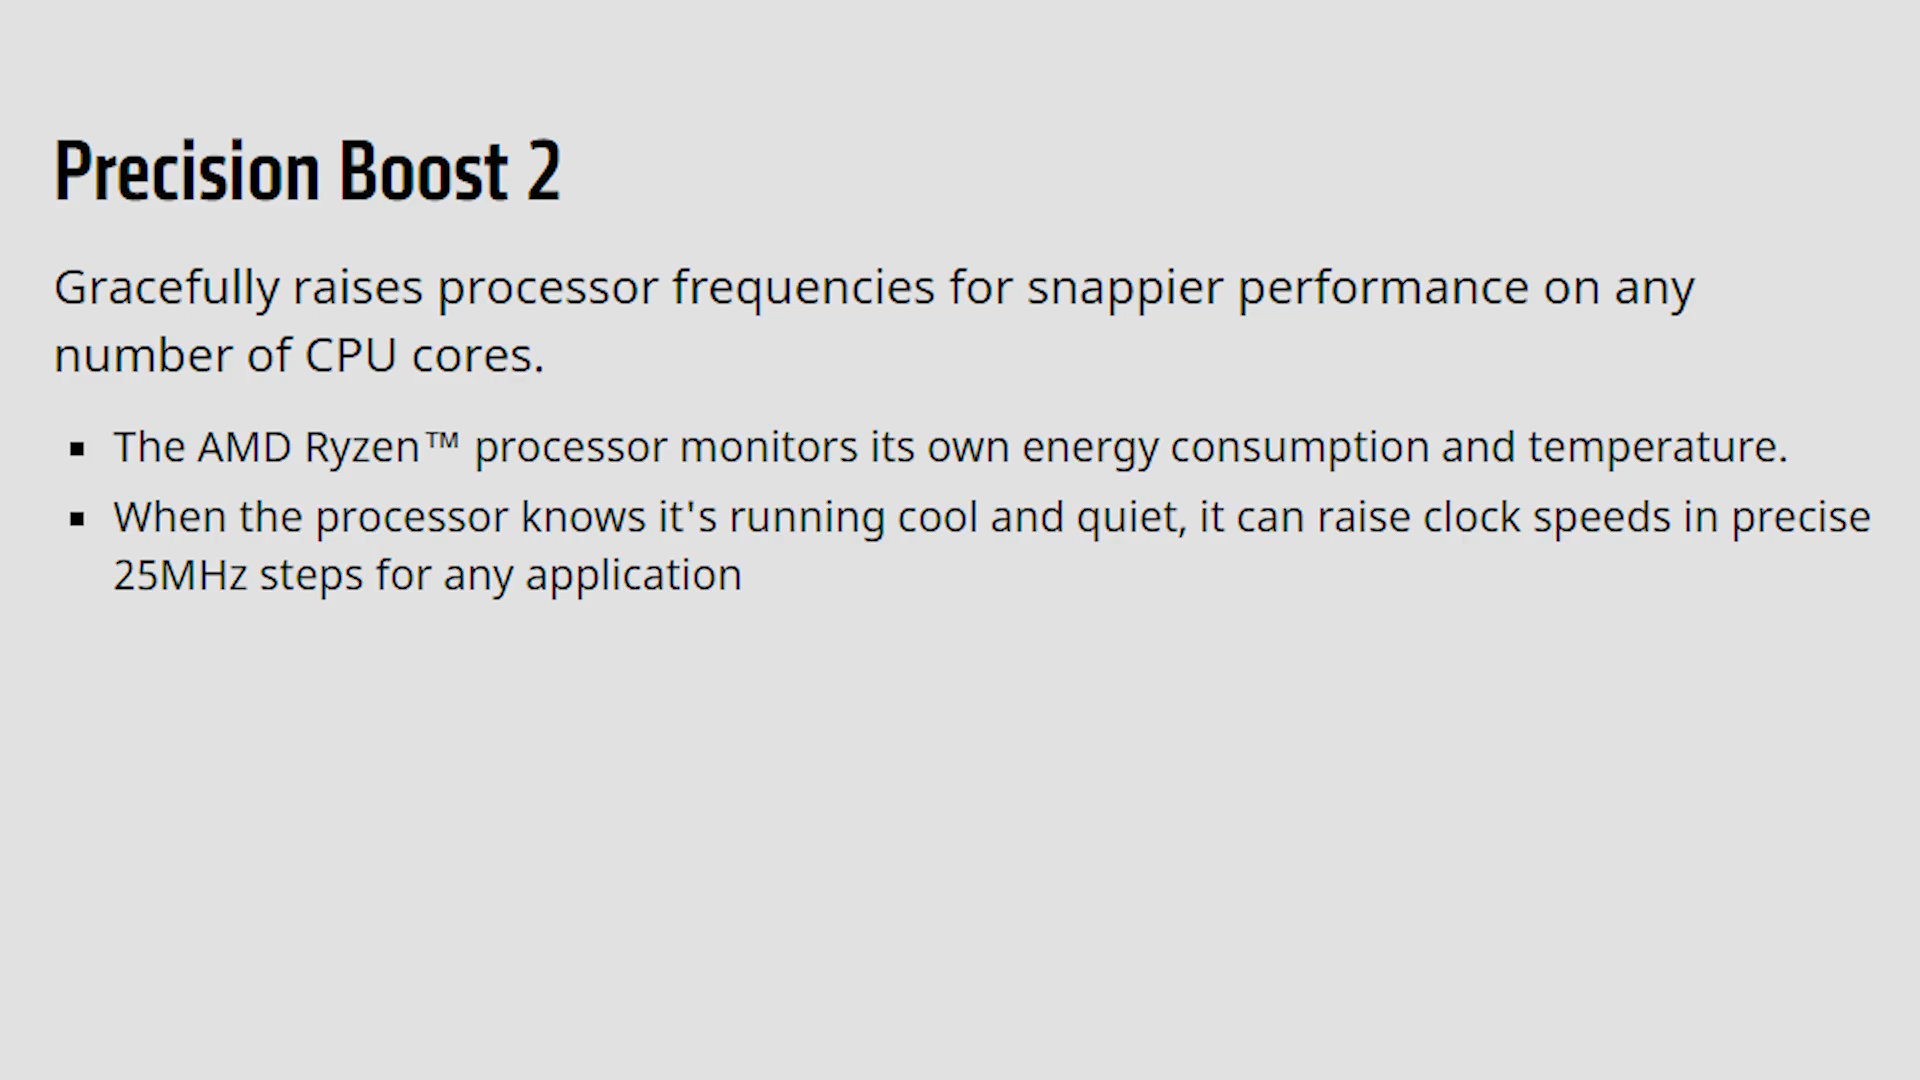 Precision Boost 2
Gracefully raises processor frequencies for snappier performance on any
number of CPU cores.
▪ The AMD Ryzen™ processor monitors its own energy consumption and temperature.
▪ When the processor knows it's running cool and quiet, it can raise clock speeds in precise
25MHz steps for any application